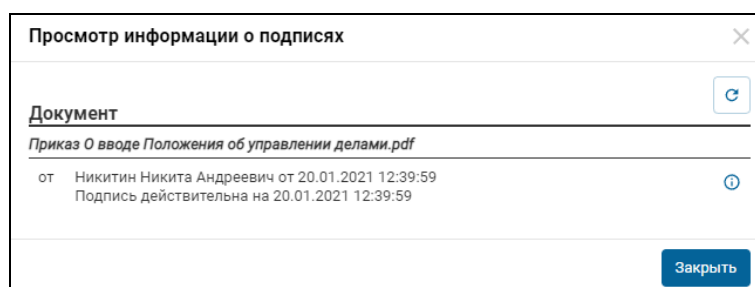 Просмотр информации о подписях
Документ
Приказ О вводе Положения об управлении делами.pdf
от Никитин Никита Андреевич от 20.01.2021 12:39:59
Подпись действительна на 20.01.2021 12:39:59
Закрыть